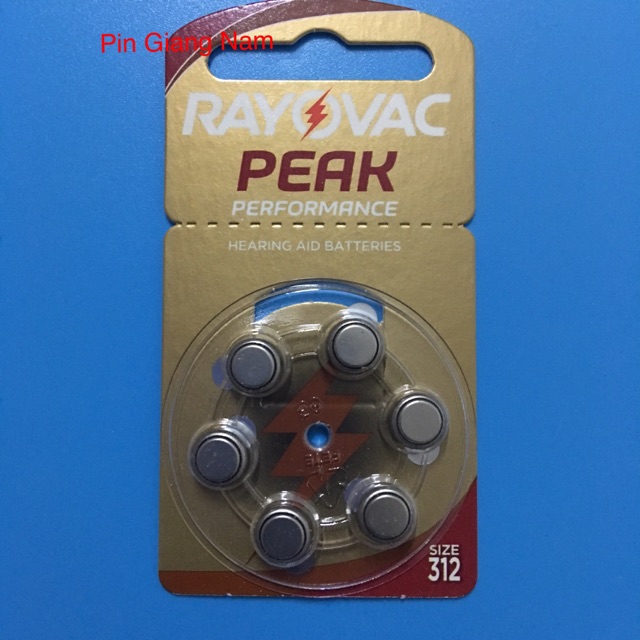 Pin Giang Nam
RAYOVAC
PEAK
PERFORMANCE
HEARING AID BATTERIES
SIZE
312